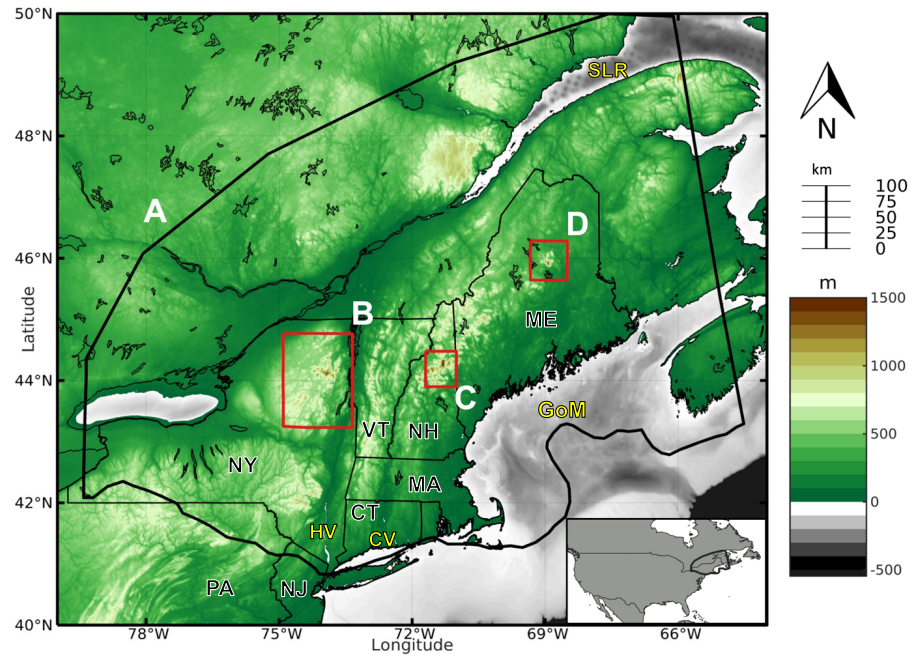 50°N
48°N
46°N
44°N
42°N
40°N
Latitude
78°W
75°W
72°W
69°W
66°W
Longitude
SLR
A
D
B
ME
C
GoM
VT
NH
NY
MA
CT
HV
CV
PA
NJ
N
km
100
75
50
25
0
m
1500
1000
500
0
-500